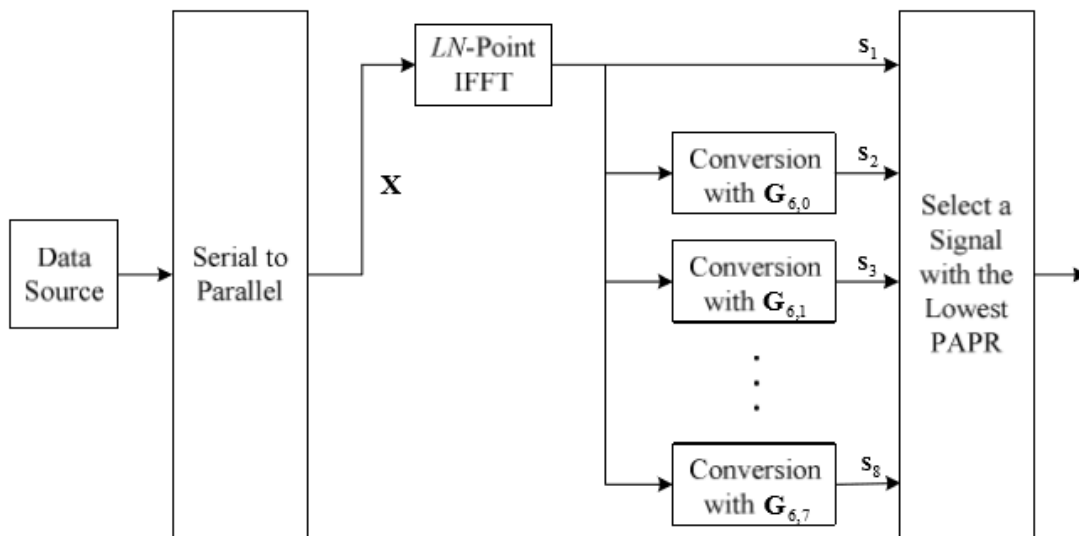 Data
Source
Serial to
Parallel
X
LN-Point
IFFT
s1
Conversion
with G6,0
s2
Conversion
with G6,1
s3
Conversion
with G6,7
s8
Select a
Signal
with the
Lowest
PAPR